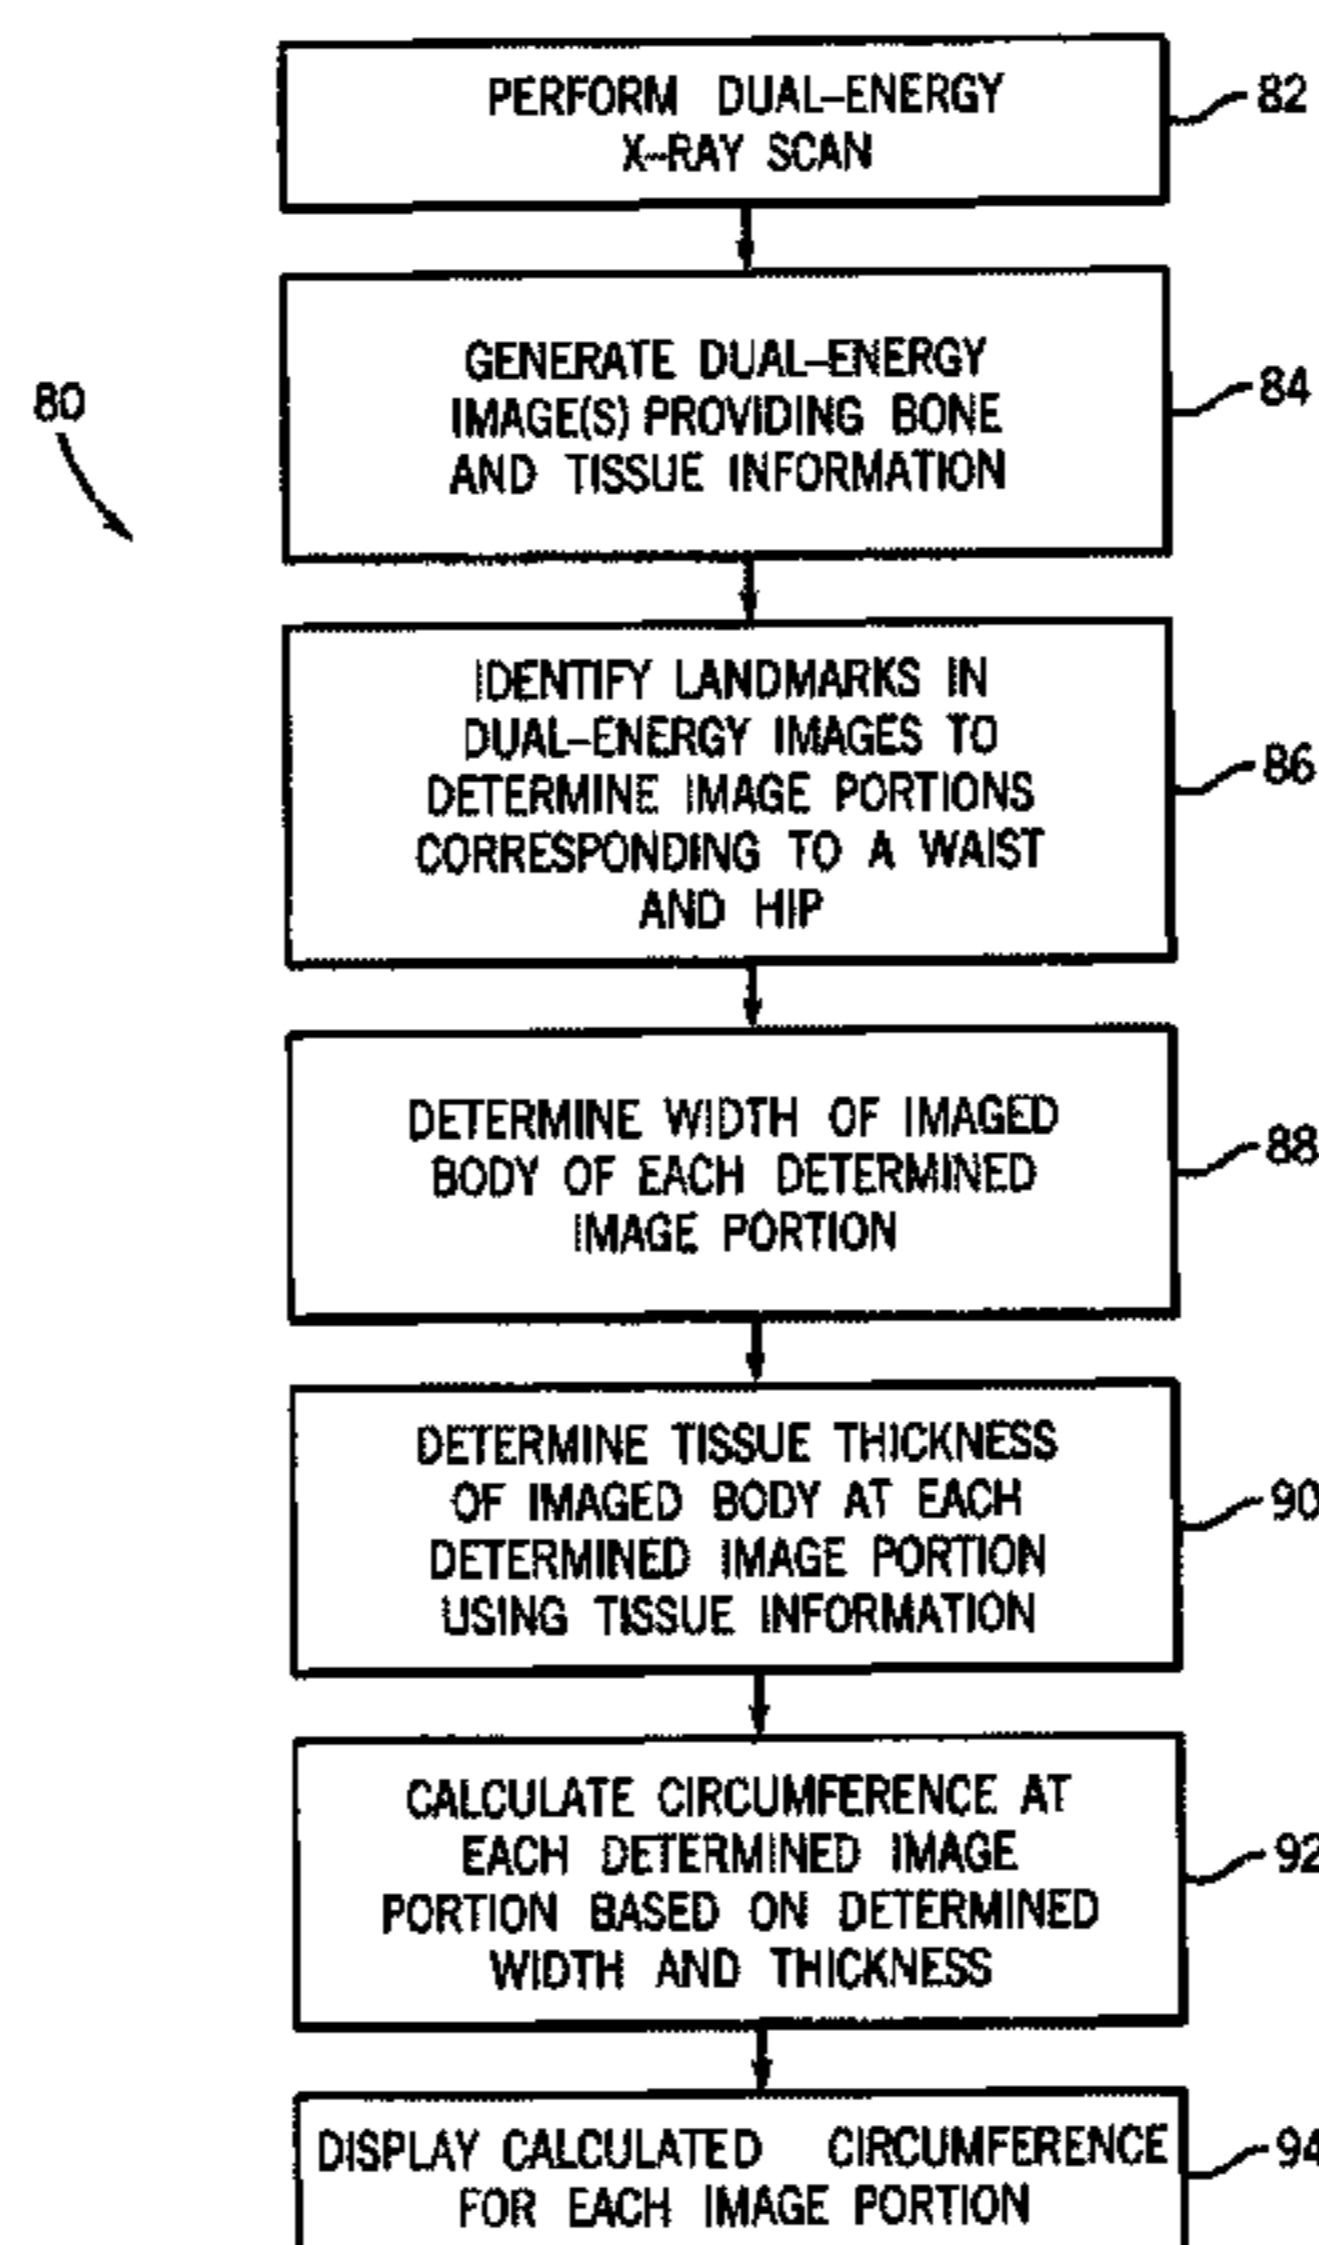 PERFORM DUAL-ENERGY
X-RAY SCAN
82
GENERATE DUAL-ENERGY
IMAGE(S) PROVIDING BONE
AND TISSUE INFORMATION
84
80
IDENTIFY LANDMARKS IN
DUAL-ENERGY IMAGES TO
DETERMINE IMAGE PORTIONS
CORRESPONDING TO A WAIST
AND HIP
86
DETERMINE WIDTH OF IMAGED
BODY OF EACH DETERMINED
IMAGE PORTION
88
DETERMINE TISSUE THICKNESS
OF IMAGED BODY AT EACH
DETERMINED IMAGE PORTION
USING TISSUE INFORMATION
90
CALCULATE CIRCUMFERENCE AT
EACH DETERMINED IMAGE
PORTION BASED ON DETERMINED
WIDTH AND THICKNESS
92
DISPLAY CALCULATED CIRCUMFERENCE
FOR EACH IMAGE PORTION
94